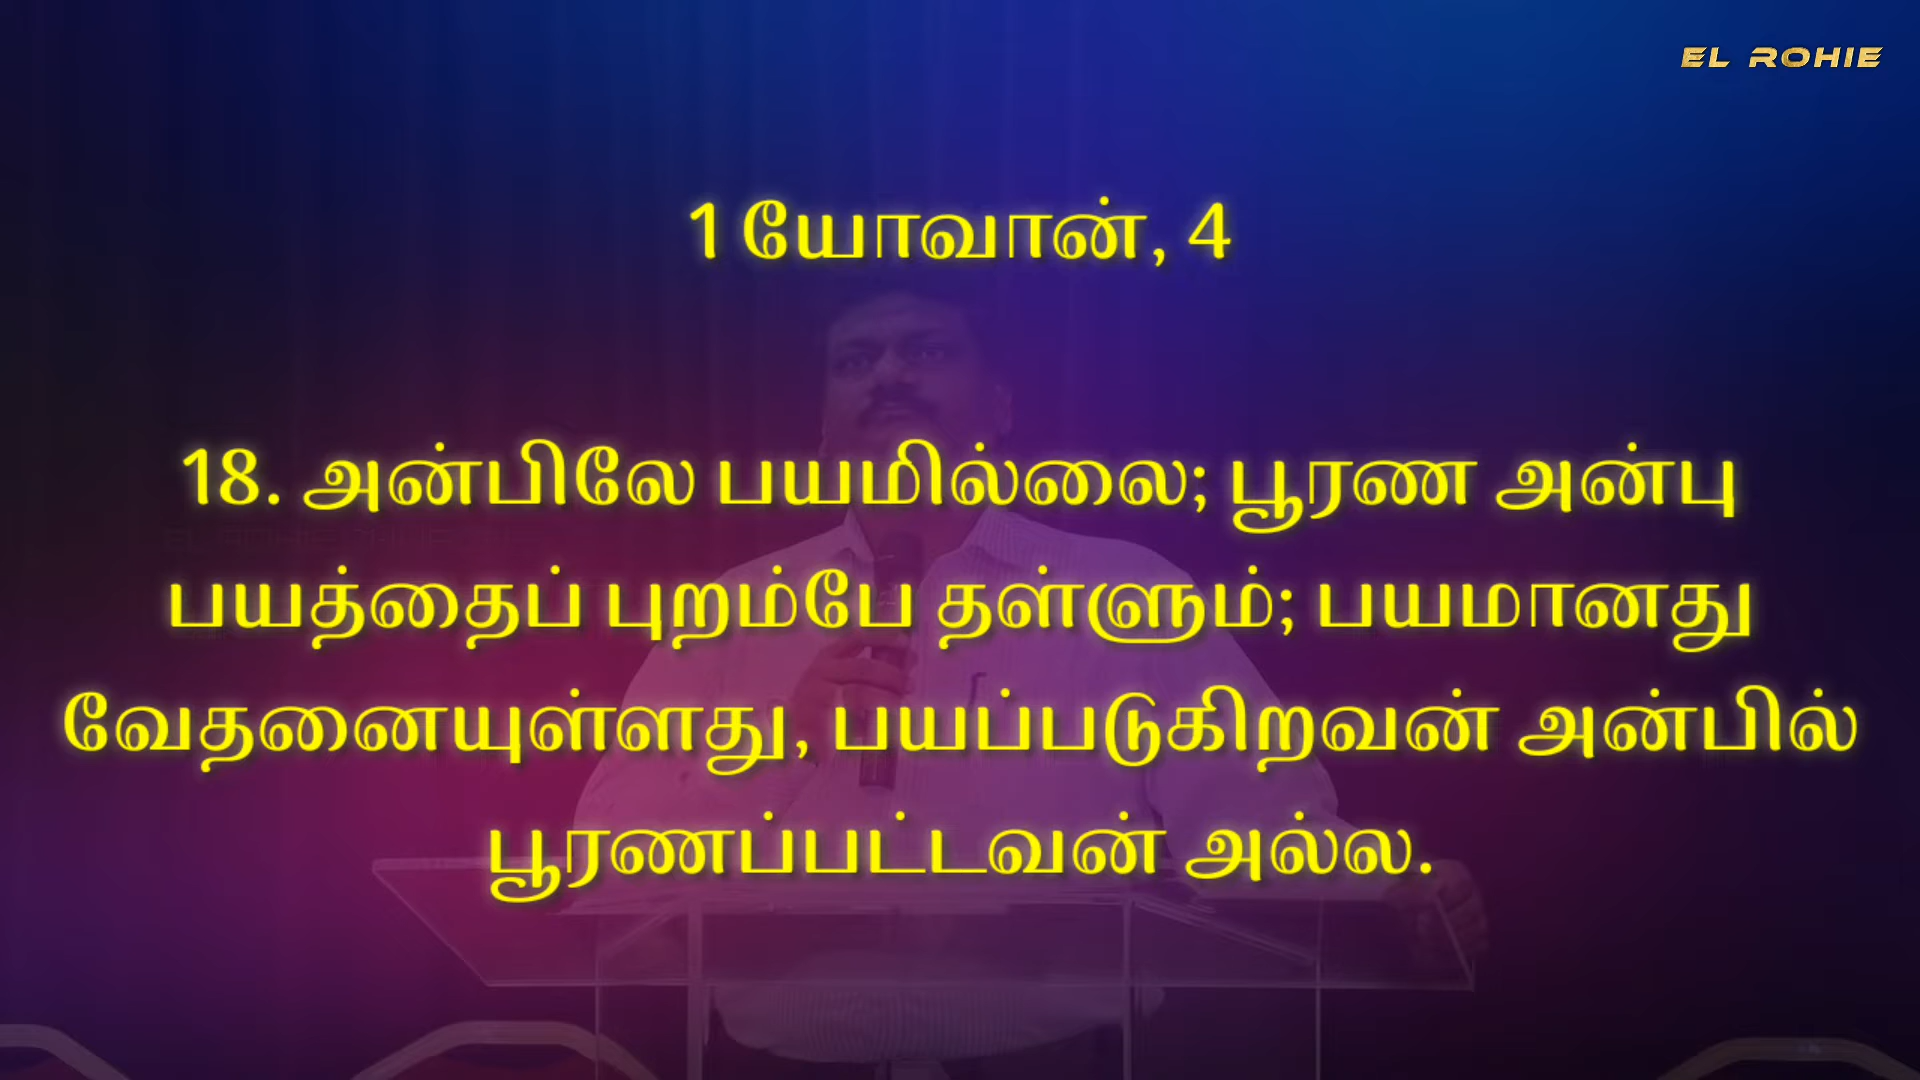 EL ROHIE
1 யோவான், 4
18. அன்பிலே பயமில்லை; பூரண அன்பு
பயத்தைப் புறம்பே தள்ளும்; பயமானது
வேதனையுள்ளது, பயப்படுகிறவன் அன்பில்
பூரணப்பட்டவன் அல்ல.